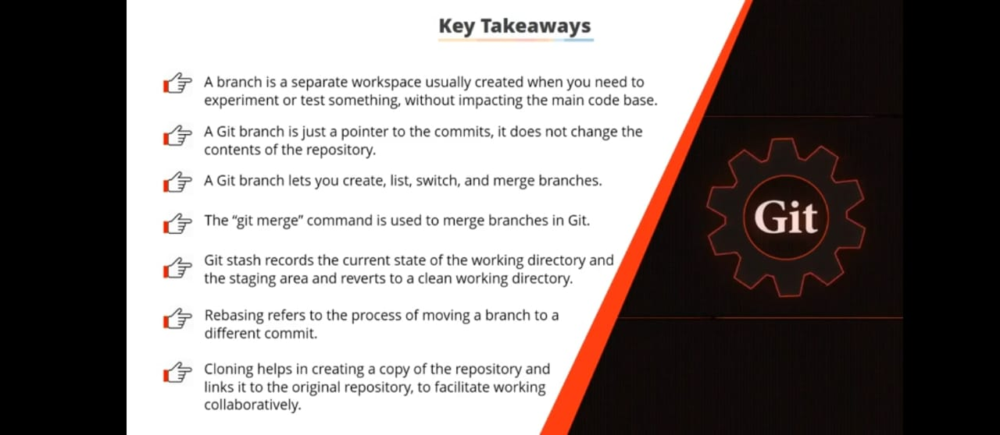 Key Takeaways
A branch is a separate workspace usually created when you need to
experiment or test something, without impacting the main code base.
A Git branch is just a pointer to the commits, it does not change the
contents of the repository.
A Git branch lets you create, list, switch, and merge branches.
The “git merge” command is used to merge branches in Git.
Git stash records the current state of the working directory and
the staging area and reverts to a clean working directory.
Rebasing refers to the process of moving a branch to a
different commit.
Cloning helps in creating a copy of the repository and
links it to the original repository, to facilitate working
collaboratively.
Git